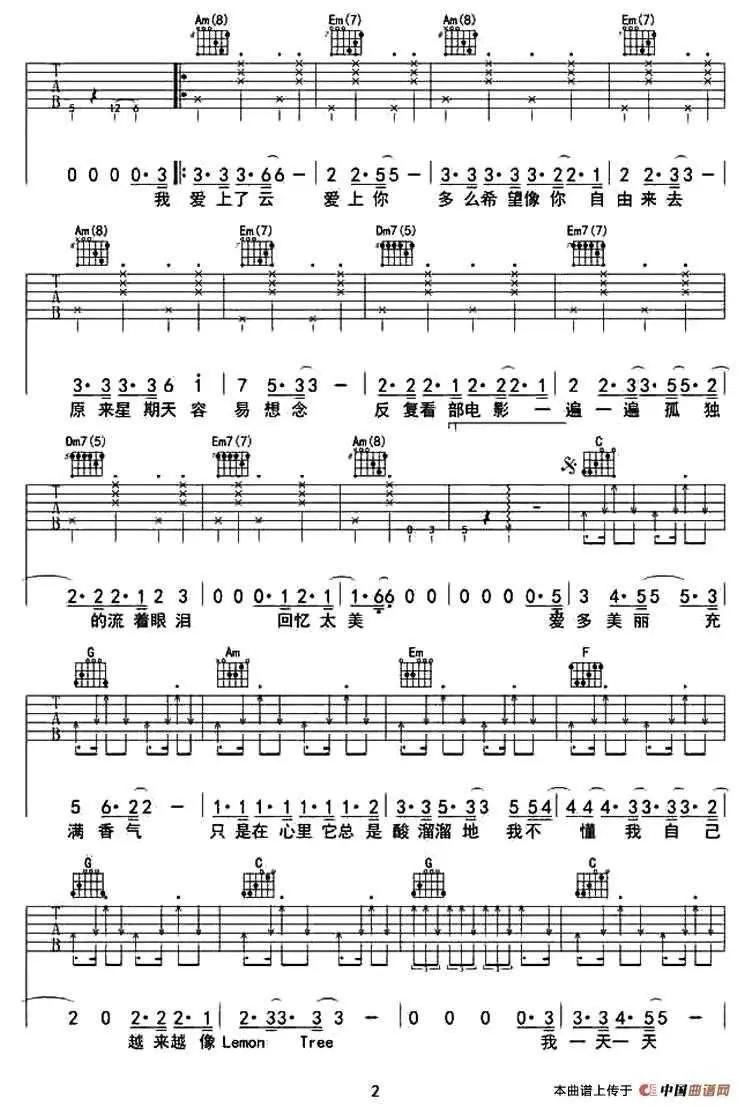 Am(8) Em(7) Am(8) Em(7)
T A B 5 12 6
0 0 0 0·3 3·3 3·6 6 - 2 2·5 5 - 3·3 3·3 3·2 2·1 2 2·3 3 -
我 爱上了云 爱上你 多么希望像你 自由来去
Am(8) Em(7) Dm7(5) Em7(7)
T A B
3·3 3·3 6 i 7 5·3 3 - 2·2 2·1 2·2 2·1 2 2·3 3·5 5·2
原来星期天容 易想念 反复看部电影 一遍一遍 孤独
1
Dm7(5) Em7(7) Am(8) C
T A B 0 3 5 -
2·2 2·1 2 3 0 0 0·1 2·1 1·6 6 0 0 0 0 0 0·5 3 4·5 5 5·3
的流着眼泪 回忆太美 爱多美丽 充
G Am Em F
T A B
5 6·2 2 - 1·1 1·1 1·1 1·2 3·3 5·3 3 5 5 4 4 4 4·3 3·3 3·2
满香气 只是在心里它总是酸溜溜地 我不 懂我自己
G C G C
T A B 3 3 3
2 0 2·2 2·1 2·3 3·3 3 - 0 0 0 0·3 3·3 3·4 5 5 -
越来越像Lemon Tree 我一天一天
2
本曲谱上传于 中国曲谱网